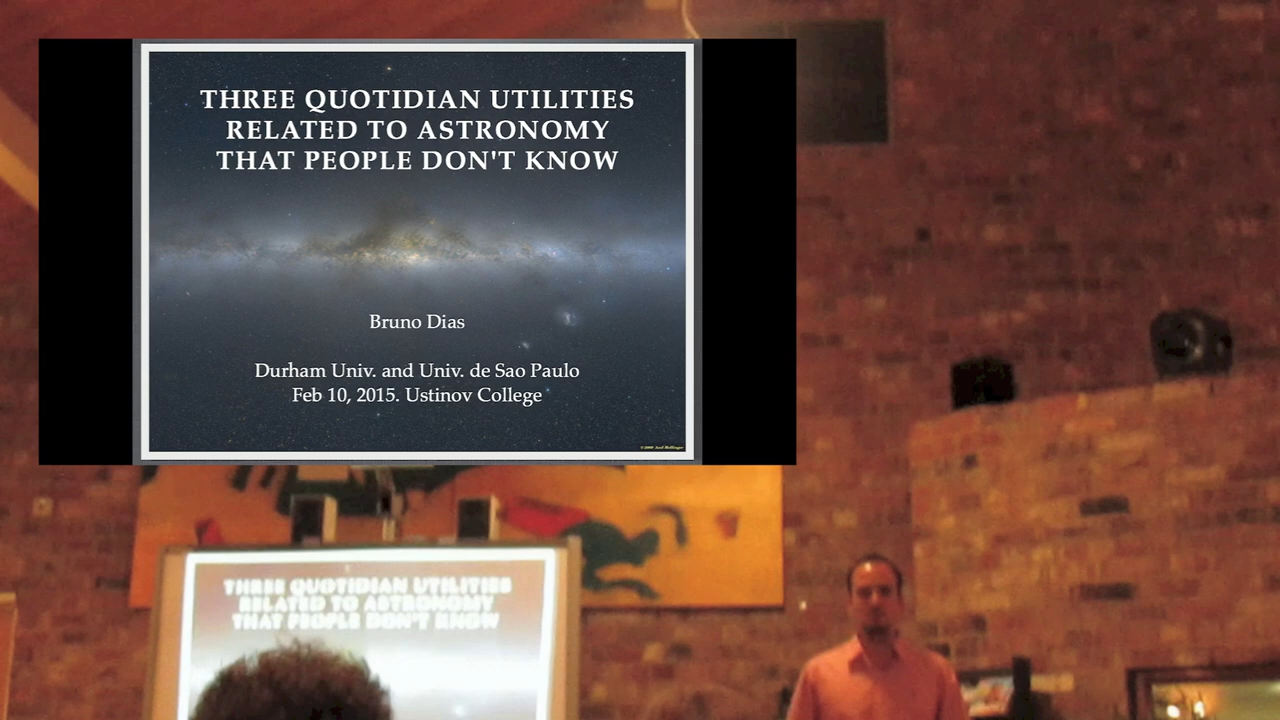 THREE QUOTIDIAN UTILITIES
RELATED TO ASTRONOMY
THAT PEOPLE DON'T KNOW
Bruno Dias
Durham Univ. and Univ. de Sao Paulo
Feb 10, 2015. Ustinov College
THREE QUOTIDIAN UTILITIES
RELATED TO ASTRONOMY
THAT PEOPLE DON'T KNOW